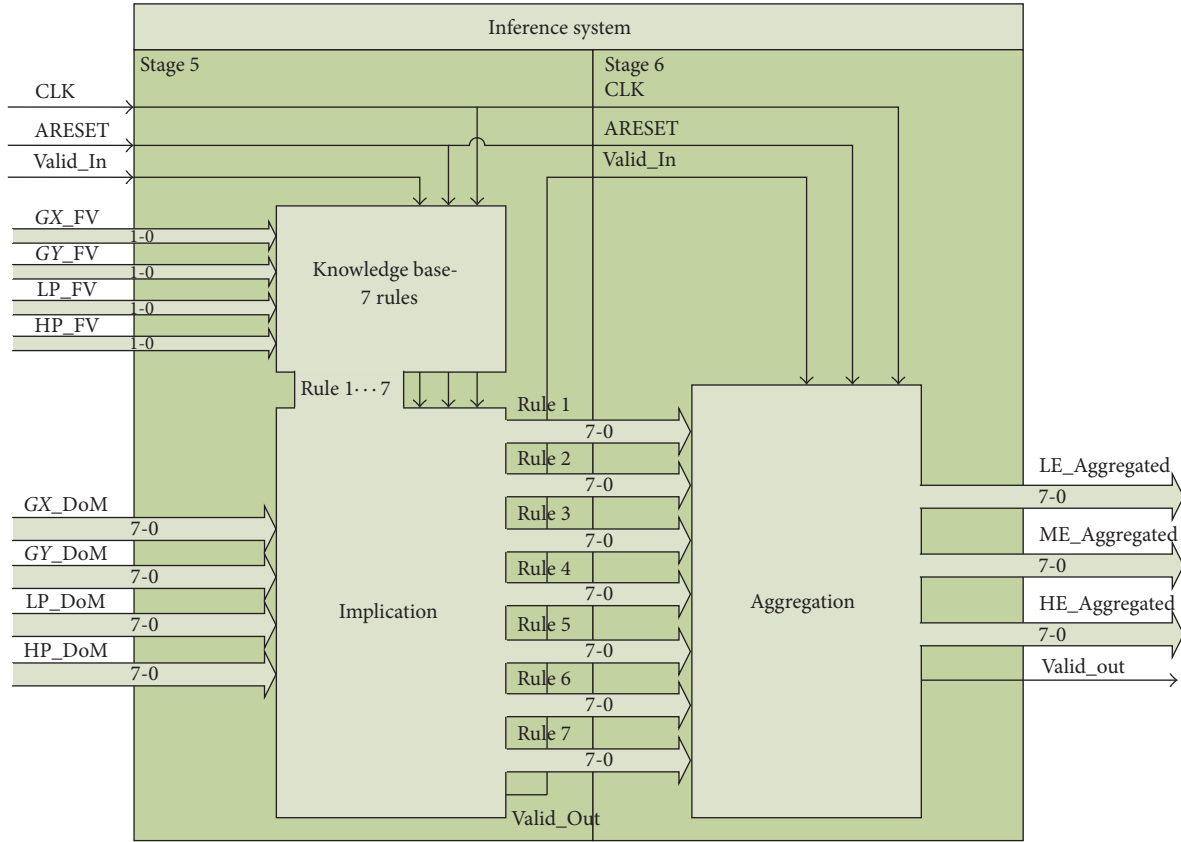 Inference system
Stage 5
Stage 6
CLK
CLK
ARESET
ARESET
Valid_In
Valid_In
GX_FV
1-0
GY_FV
1-0
LP_FV
1-0
HP_FV
1-0
Knowledge base-
7 rules
Rule 1⋯7
Rule 1
7-0
Rule 2
7-0
Rule 3
7-0
Rule 4
7-0
Rule 5
7-0
Rule 6
7-0
Rule 7
7-0
Valid_Out
GX_DoM
7-0
GY_DoM
7-0
LP_DoM
7-0
HP_DoM
7-0
Implication
Aggregation
LE_Aggregated
7-0
ME_Aggregated
7-0
HE_Aggregated
7-0
Valid_out